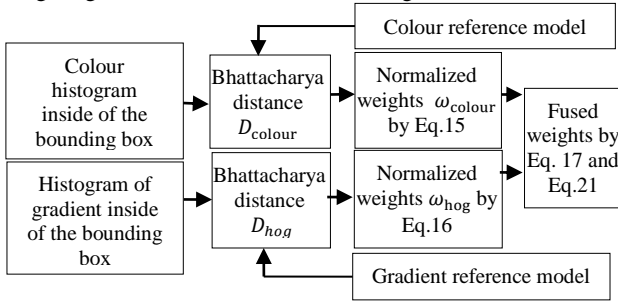 Colour reference model
Colour
histogram
inside of the
bounding box
Bhattacharya
distance
D_colour
Normalized
weights ω_colour
by Eq.15
Fused
weights by
Eq. 17 and
Eq.21
Histogram of
gradient inside
of the bounding
box
Bhattacharya
distance
D_hog
Normalized
weights ω_hog by
Eq.16
Gradient reference model